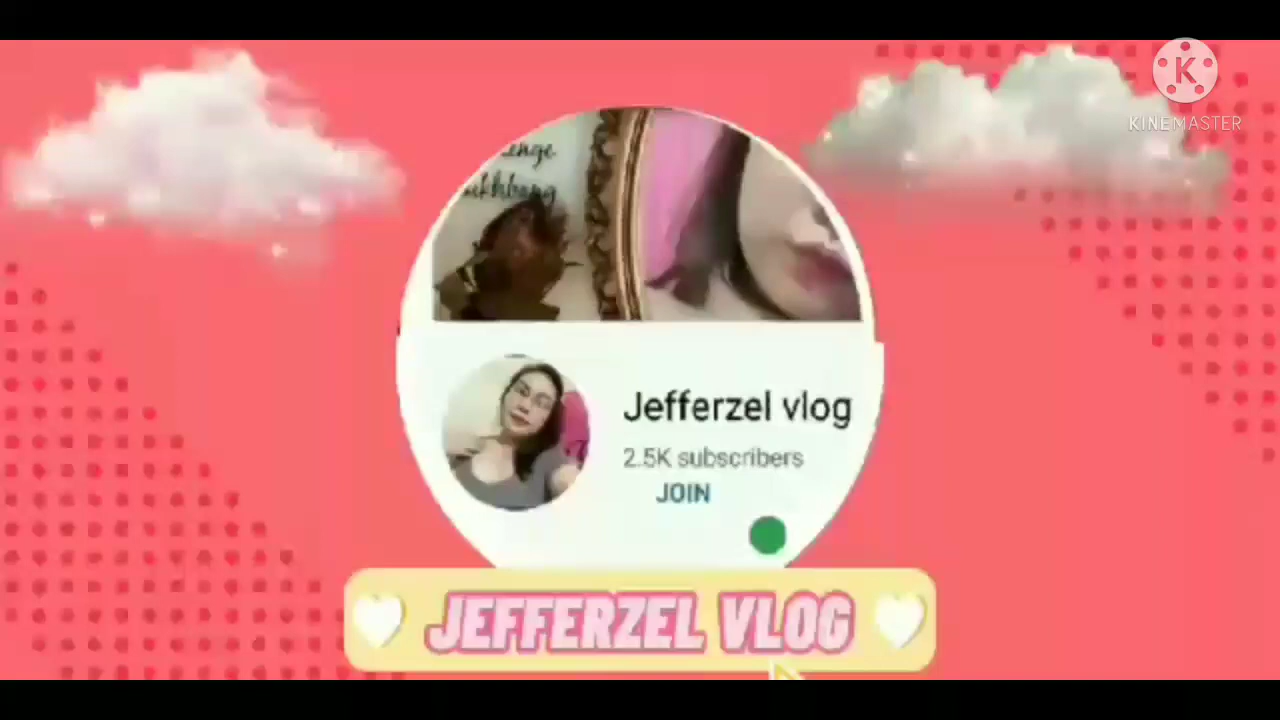 KINEMASTER
Jefferzel vlog
2.5K subscribers
JOIN
JEFFERZEL VLOG